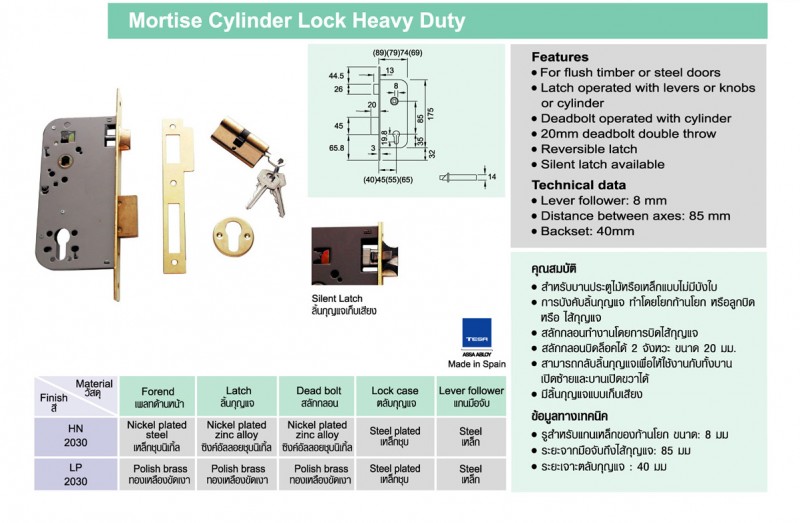 Mortise Cylinder Lock Heavy Duty
(89)(79)74(69)
44.5
13
26
8
20
85
175
45
19.8
35
65.8
3
32
(40)45(55)(65)
14
Silent Latch
ลิ้นกุญแจเก็บเสียง
TESA
ASSA ABLOY
Made in Spain
Features
• For flush timber or steel doors
• Latch operated with levers or knobs
or cylinder
• Deadbolt operated with cylinder
• 20mm deadbolt double throw
• Reversible latch
• Silent latch available
Technical data
• Lever follower: 8 mm
• Distance between axes: 85 mm
• Backset: 40mm
คุณสมบัติ
• สำหรับบานประตูไม้หรือเหล็กแบบไม่มีบังใบ
• การบังคับลิ้นกุญแจ ทำโดยโยกก้านโยก หรือลูกบิด
หรือ ไส้กุญแจ
• สลักกลอนทำงานโดยการบิดไส้กุญแจ
• สลักกลอนบิดล็อคได้ 2 จังหวะ ขนาด 20 มม.
• สามารถกลับลิ้นกุญแจเพื่อให้ใช้งานกับทั้งบาน
เปิดซ้ายและบานเปิดขวาได้
• มีลิ้นกุญแจแบบเก็บเสียง
ข้อมูลทางเทคนิค
• รูสำหรับแกนเหล็กของก้านโยก ขนาด: 8 มม
• ระยะจากมือจับถึงไส้กุญแจ: 85 มม
• ระยะเจาะตลับกุญแจ : 40 มม
Material
วัสดุ
Finish
สี
Forend
เพลทด้านหน้า
Latch
ลิ้นกุญแจ
Dead bolt
สลักกลอน
Lock case
ตลับกุญแจ
Lever follower
แกนมือจับ
HN
2030
Nickel plated
steel
เหล็กชุบนิเกิ้ล
Nickel plated
zinc alloy
ซิงค์อัลลอยชุบนิเกิ้ล
Nickel plated
zinc alloy
ซิงค์อัลลอยชุบนิเกิ้ล
Steel plated
เหล็กชุบ
Steel
เหล็ก
LP
2030
Polish brass
ทองเหลืองขัดเงา
Polish brass
ทองเหลืองขัดเงา
Polish brass
ทองเหลืองขัดเงา
Steel plated
เหล็กชุบ
Steel
เหล็ก